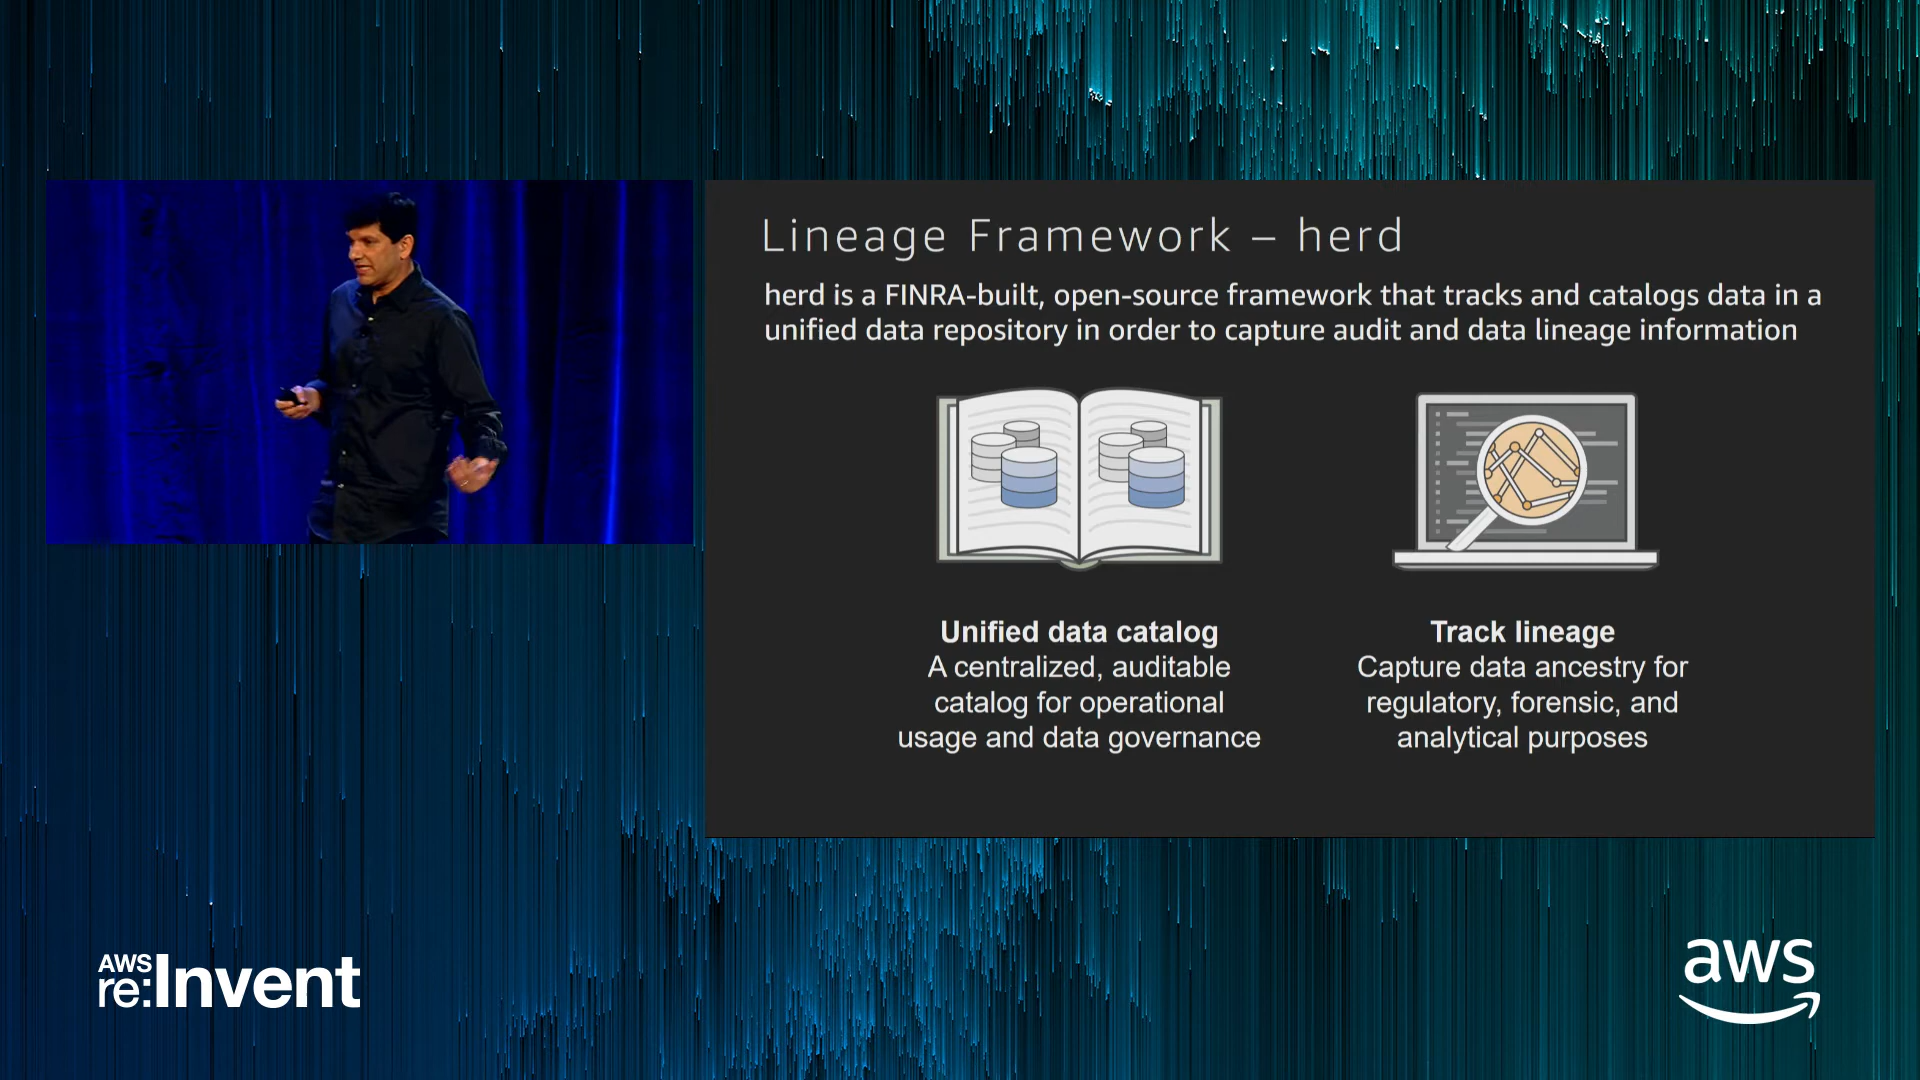 Lineage Framework – herd
herd is a FINRA-built, open-source framework that tracks and catalogs data in a
unified data repository in order to capture audit and data lineage information
Unified data catalog
A centralized, auditable
catalog for operational
usage and data governance
Track lineage
Capture data ancestry for
regulatory, forensic, and
analytical purposes
AWS
re:Invent
aws